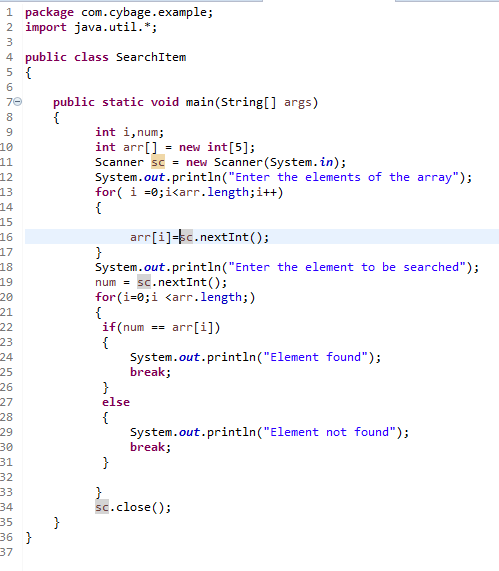 1 package com.cybage.example;
2 import java.util.*;
3
4 public class SearchItem
5 {
6
7 public static void main(String[] args)
8 {
9 int i,num;
10 int arr[] = new int[5];
11 Scanner sc = new Scanner(System.in);
12 System.out.println("Enter the elements of the array");
13 for( i =0;i<arr.length;i++)
14 {
15
16 arr[i]=sc.nextInt();
17 }
18 System.out.println("Enter the element to be searched");
19 num = sc.nextInt();
20 for(i=0;i <arr.length;)
21 {
22 if(num == arr[i])
23 {
24 System.out.println("Element found");
25 break;
26 }
27 else
28 {
29 System.out.println("Element not found");
30 break;
31 }
32
33 }
34 sc.close();
35 }
36 }
37